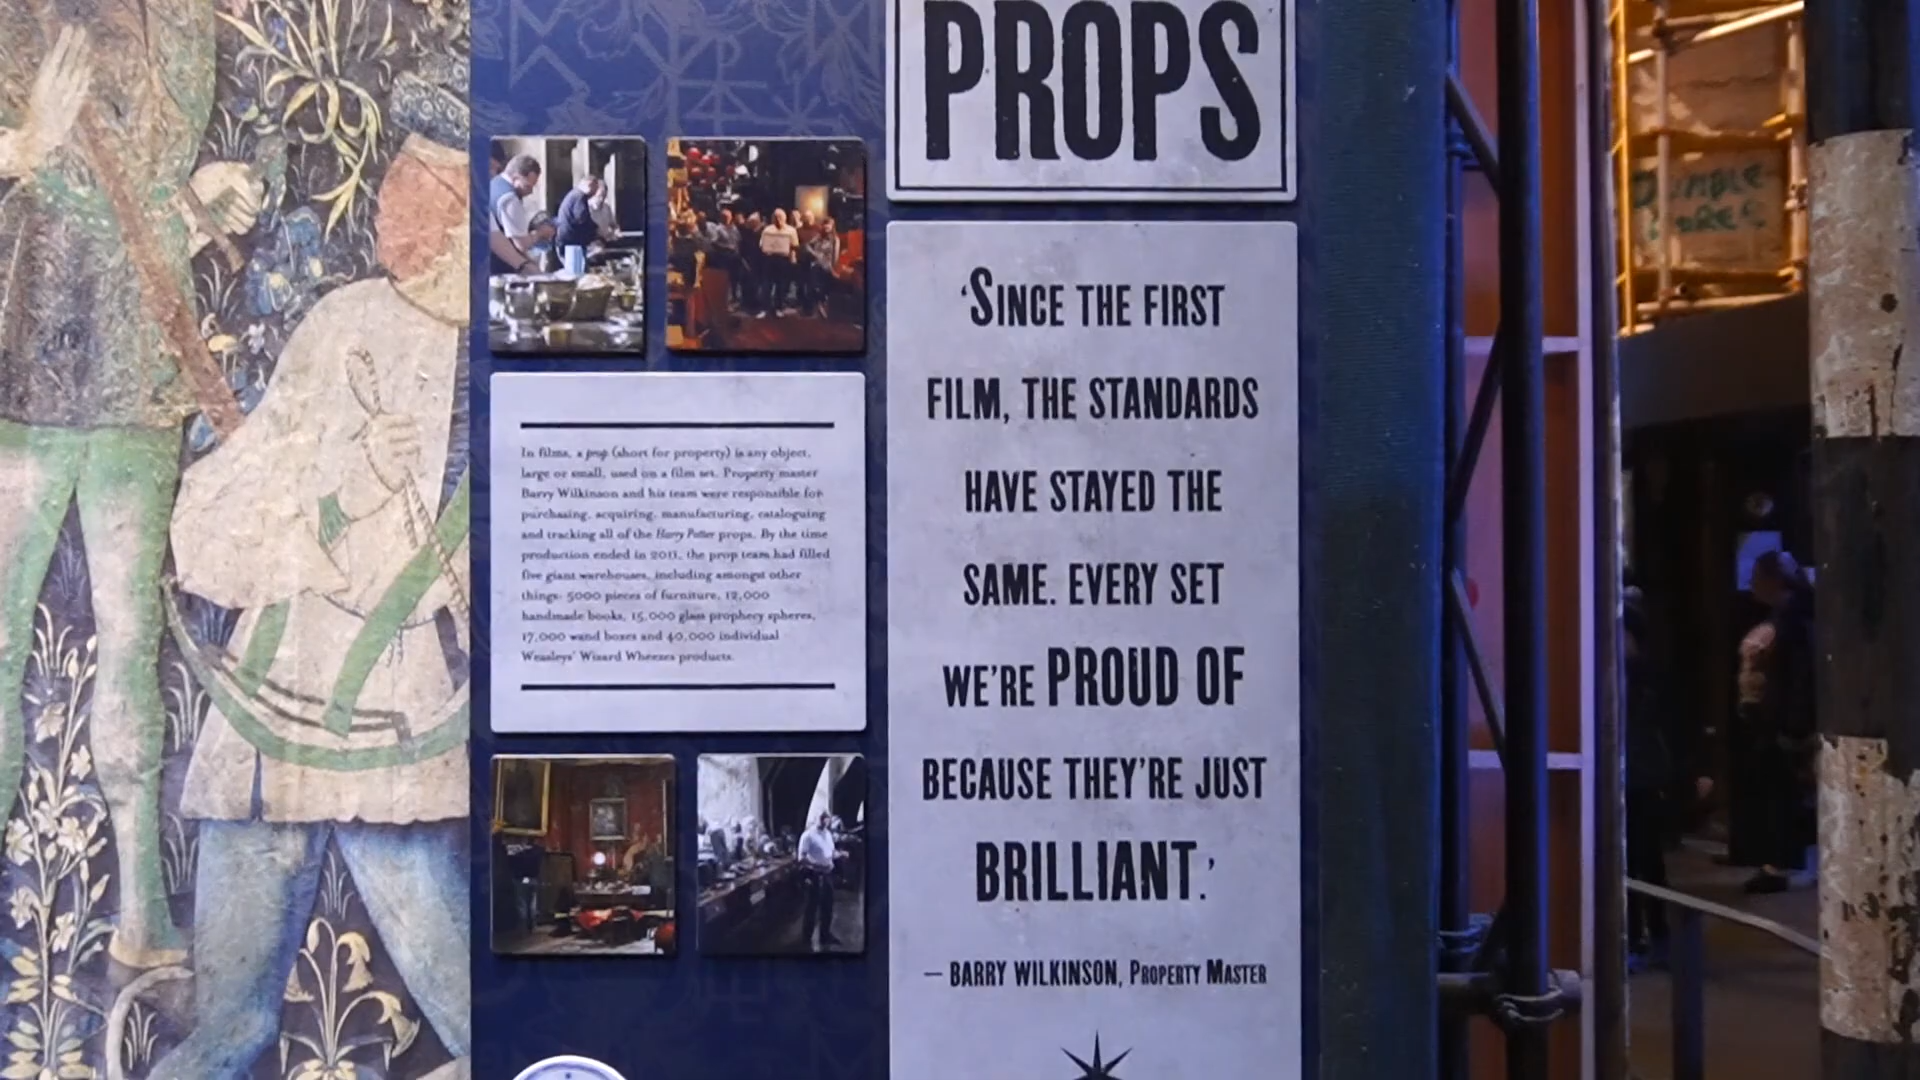 PROPS
In films, a prop (short for property) is any object,
large or small, used on a film set. Property master
Barry Wilkinson and his team were responsible for
purchasing, acquiring, manufacturing, cataloguing
and tracking all of the Harry Potter props. By the time
production ended in 2011, the prop team had filled
five giant warehouses, including amongst other
things: 5000 pieces of furniture, 12,000
handmade books, 15,000 glass prophecy spheres,
17,000 wand boxes and 40,000 individual
Weasleys' Wizard Wheezes products.
'SINCE THE FIRST
FILM, THE STANDARDS
HAVE STAYED THE
SAME. EVERY SET
WE'RE PROUD OF
BECAUSE THEY'RE JUST
BRILLIANT.'
– BARRY WILKINSON, PROPERTY MASTER